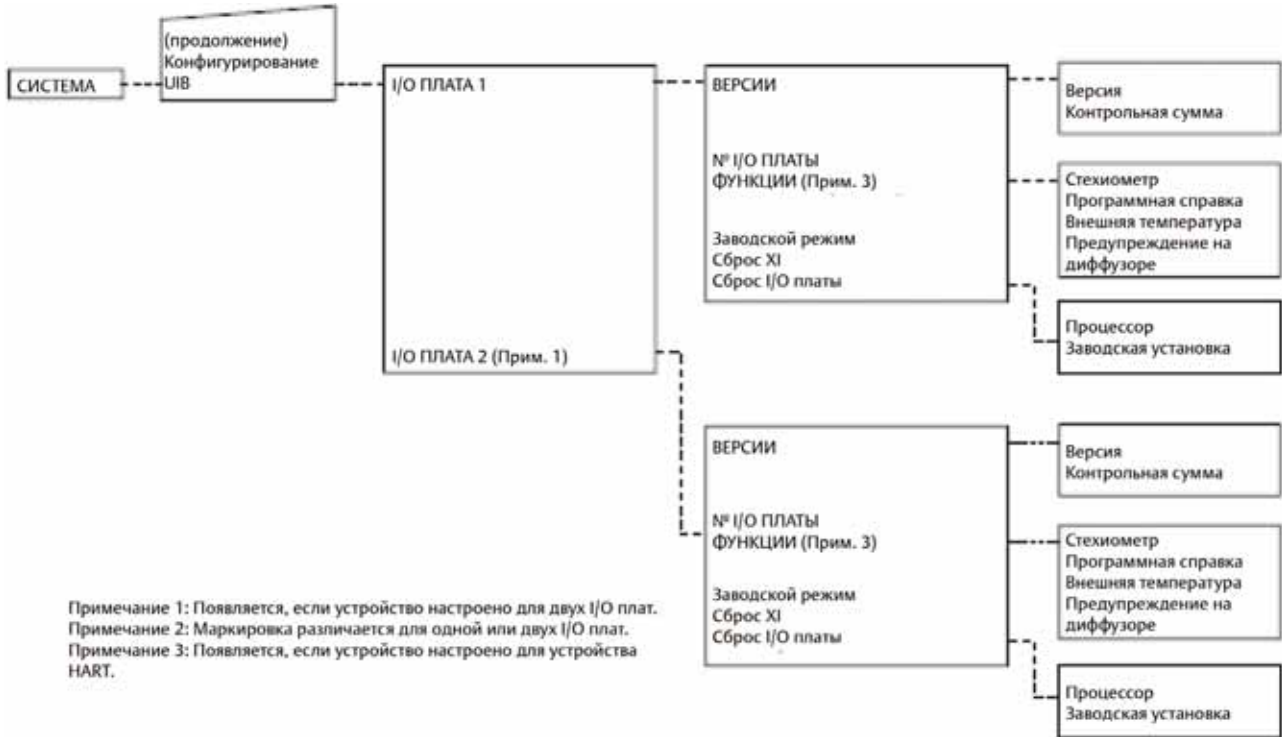 СИСТЕМА
(продолжение)
Конфигурирование
UIB
I/O ПЛАТА 1
I/O ПЛАТА 2 (Прим. 1)
ВЕРСИИ
№ I/O ПЛАТЫ
ФУНКЦИИ (Прим. 3)
Заводской режим
Сброс XI
Сброс I/O платы
Версия
Контрольная сумма
Стехиометр
Программная справка
Внешняя температура
Предупреждение на
диффузоре
Процессор
Заводская установка
ВЕРСИИ
№ I/O ПЛАТЫ
ФУНКЦИИ (Прим. 3)
Заводской режим
Сброс XI
Сброс I/O платы
Версия
Контрольная сумма
Стехиометр
Программная справка
Внешняя температура
Предупреждение на
диффузоре
Процессор
Заводская установка
Примечание 1: Появляется, если устройство настроено для двух I/O плат.
Примечание 2: Маркировка различается для одной или двух I/O плат.
Примечание 3: Появляется, если устройство настроено для устройства
HART.